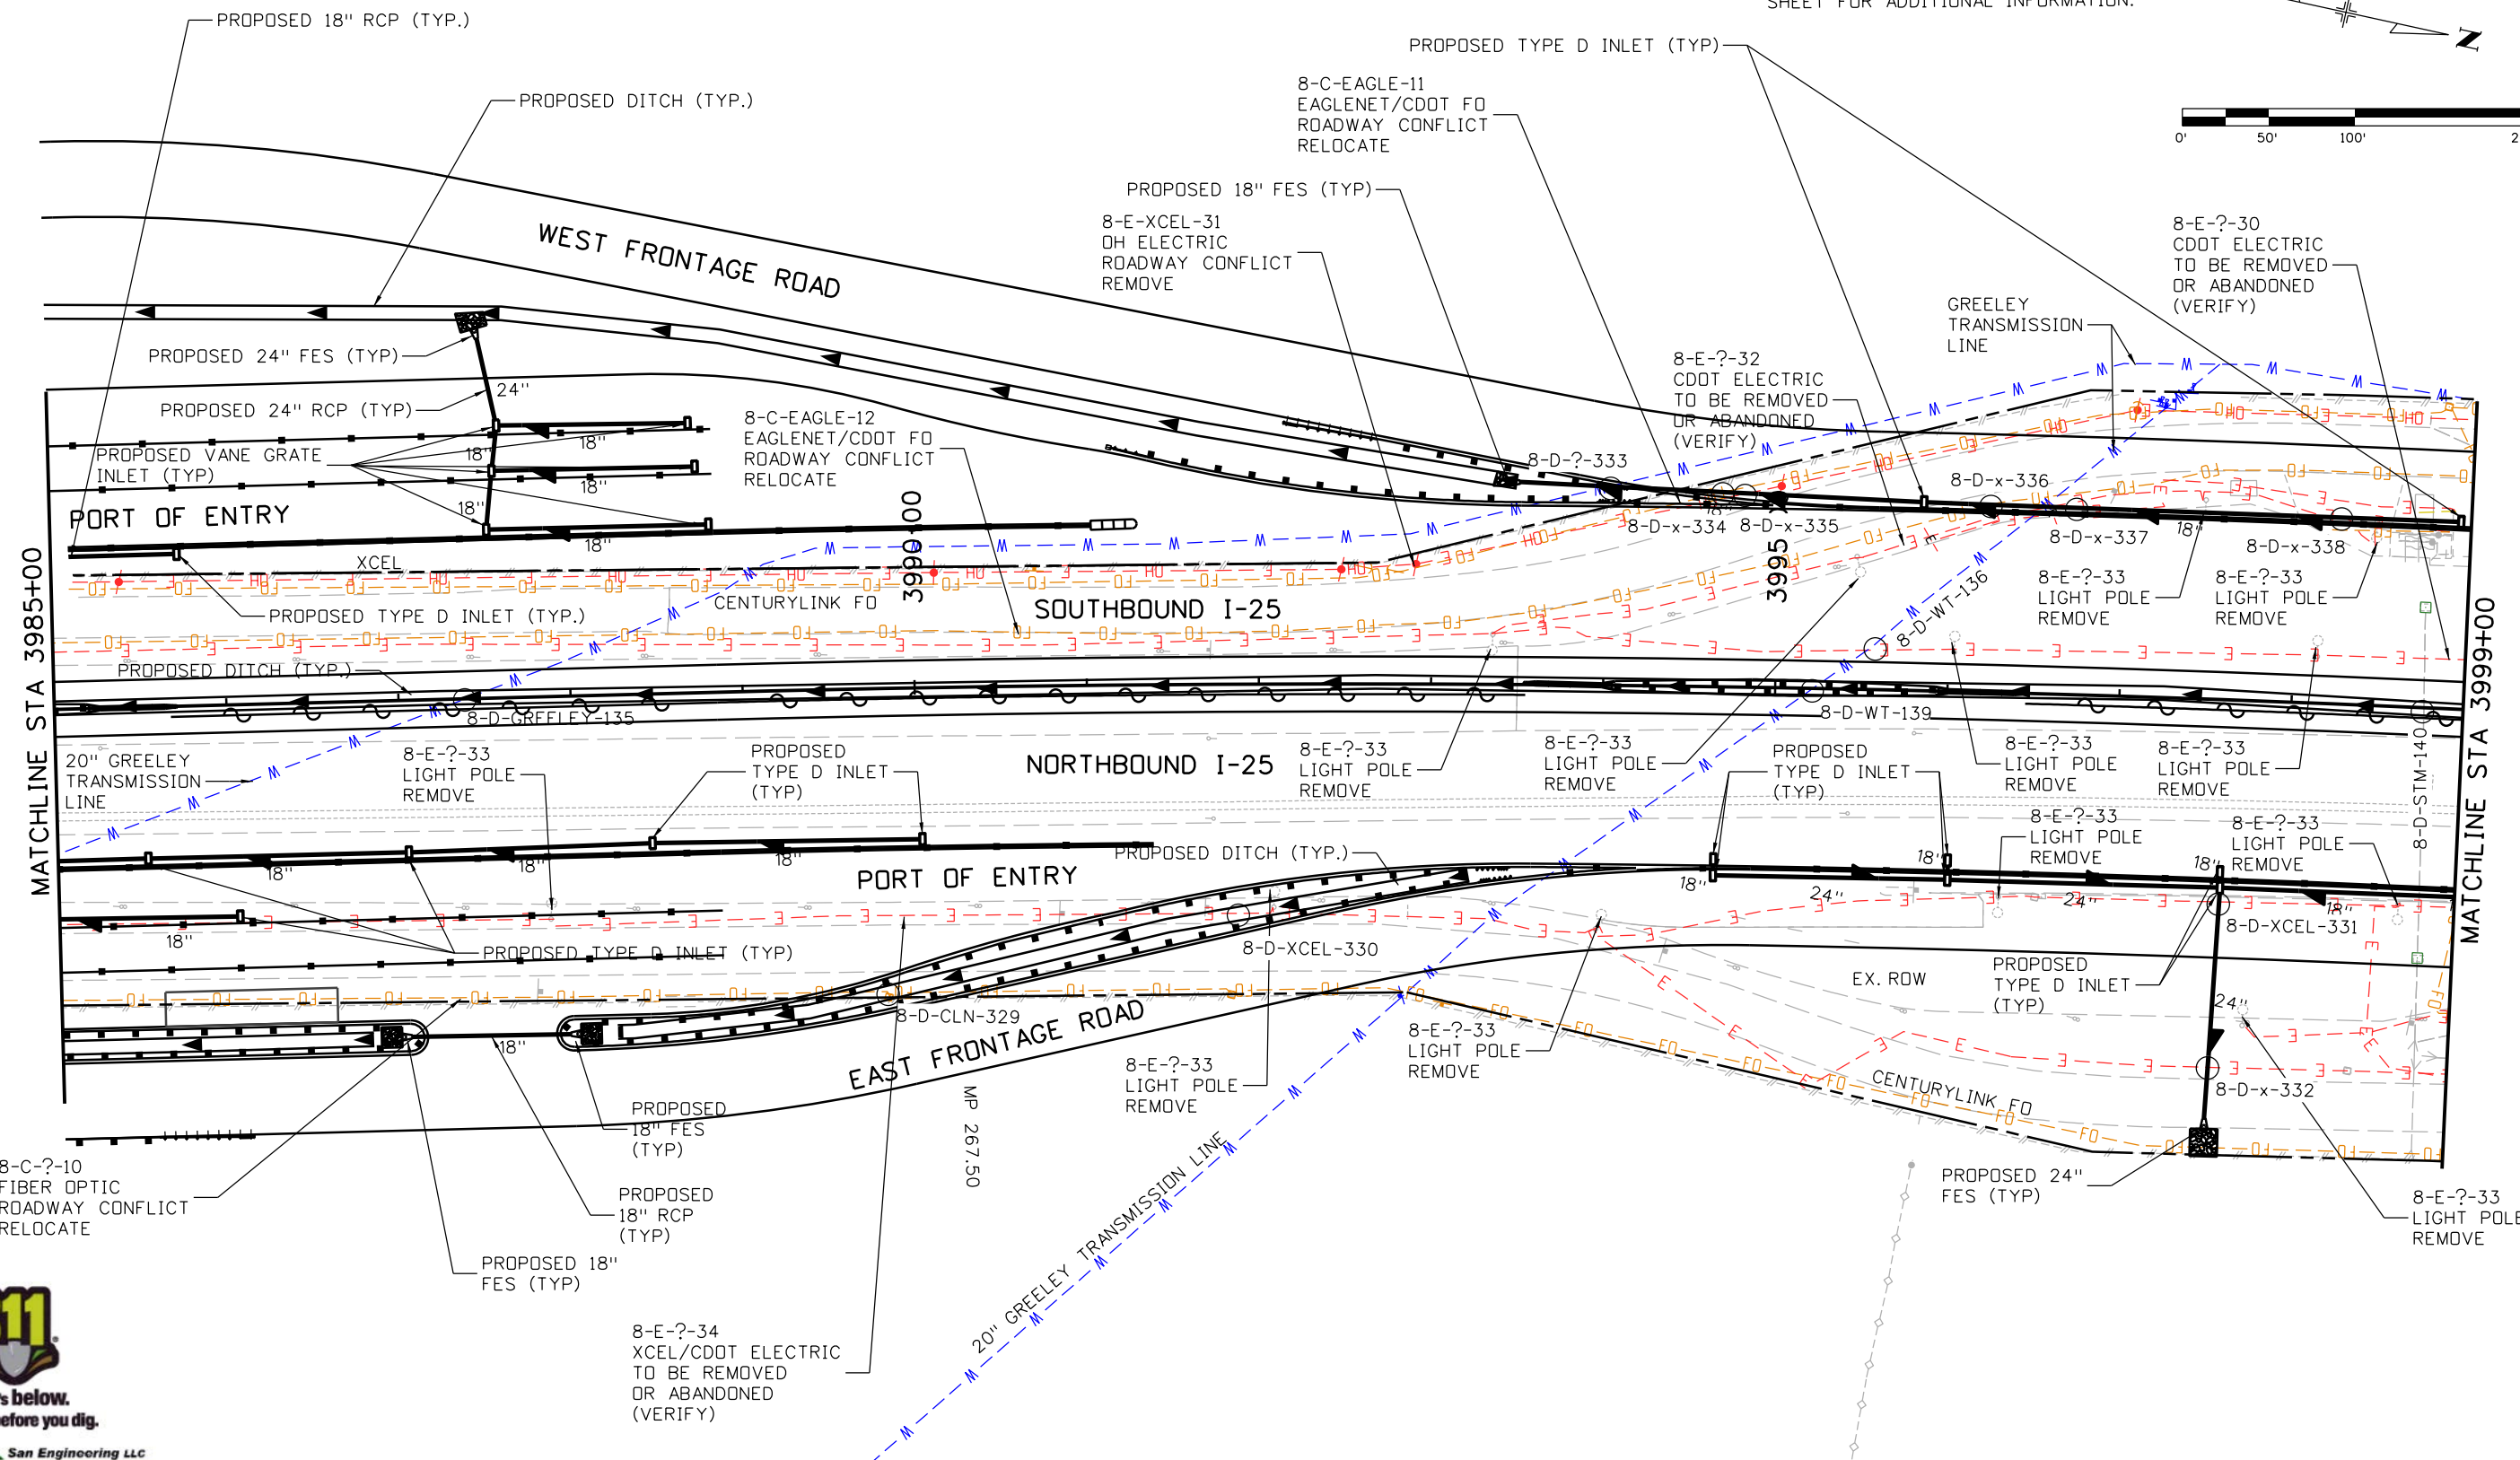 SHEET FOR ADDITIONAL INFORMATION.
PROPOSED 18" RCP (TYP.)
PROPOSED TYPE D INLET (TYP)
N
PROPOSED DITCH (TYP.)
8-C-EAGLE-11
EAGLENET/CDOT FO
ROADWAY CONFLICT
RELOCATE
0' 50' 100'
PROPOSED 18" FES (TYP)
8-E-XCEL-31
OH ELECTRIC
ROADWAY CONFLICT
REMOVE
8-E-?-30
CDOT ELECTRIC
TO BE REMOVED
OR ABANDONED
(VERIFY)
WEST FRONTAGE ROAD
GREELEY
TRANSMISSION
LINE
PROPOSED 24" FES (TYP)
24"
PROPOSED 24" RCP (TYP)
8-E-?-32
CDOT ELECTRIC
TO BE REMOVED
OR ABANDONED
(VERIFY)
8-C-EAGLE-12
EAGLENET/CDOT FO
ROADWAY CONFLICT
RELOCATE
PROPOSED VANE GRATE
INLET (TYP)
18"
18"
18"
18"
18"
8-D-?-333
8-D-x-334
8-D-x-335
8-D-x-336
8-D-x-337
18"
8-D-x-338
PORT OF ENTRY
XCEL
3999+00
3995
MATCHLINE STA 3985+00
PROPOSED TYPE D INLET (TYP.)
CENTURYLINK FO
SOUTHBOUND I-25
8-D-WT-136
8-E-?-33
LIGHT POLE
REMOVE
8-E-?-33
LIGHT POLE
REMOVE
MATCHLINE STA 3999+00
PROPOSED DITCH (TYP.)
8-D-GREELEY-135
8-D-WT-139
8-D-STM-140
20" GREELEY
TRANSMISSION
LINE
8-E-?-33
LIGHT POLE
REMOVE
PROPOSED
TYPE D INLET
(TYP)
NORTHBOUND I-25
8-E-?-33
LIGHT POLE
REMOVE
8-E-?-33
LIGHT POLE
REMOVE
PROPOSED
TYPE D INLET
(TYP)
8-E-?-33
LIGHT POLE
REMOVE
8-E-?-33
LIGHT POLE
REMOVE
8-E-?-33
LIGHT POLE
REMOVE
8-E-?-33
LIGHT POLE
REMOVE
18"
18"
18"
PORT OF ENTRY
PROPOSED DITCH (TYP.)
18"
18"
24"
24"
18"
18"
18"
PROPOSED TYPE D INLET (TYP)
8-D-XCEL-330
8-D-XCEL-331
EX. ROW
PROPOSED
TYPE D INLET
(TYP)
24"
8-D-CLN-329
EAST FRONTAGE ROAD
18"
8-E-?-33
LIGHT POLE
REMOVE
8-E-?-33
LIGHT POLE
REMOVE
CENTURYLINK FO
8-D-x-332
MP 267.50
PROPOSED
18" FES
(TYP)
8-C-?-10
FIBER OPTIC
ROADWAY CONFLICT
RELOCATE
PROPOSED
18" RCP
(TYP)
PROPOSED 24"
FES (TYP)
8-E-?-33
LIGHT POLE
REMOVE
PROPOSED 18"
FES (TYP)
20" GREELEY TRANSMISSION LINE
8-E-?-34
XCEL/CDOT ELECTRIC
TO BE REMOVED
OR ABANDONED
(VERIFY)
811
below.
before you dig.
San Engineering LLC